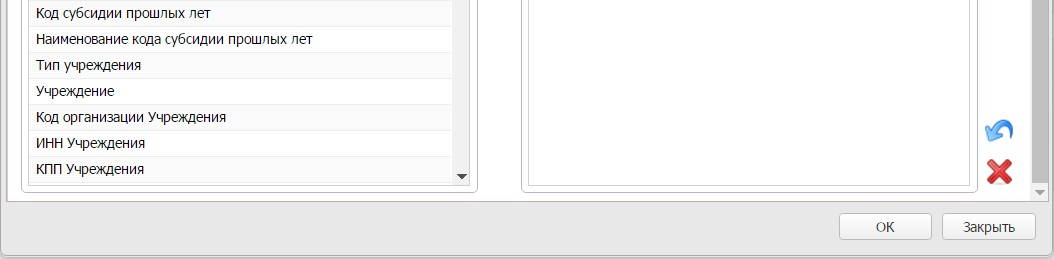 Код субсидии прошлых лет
Наименование кода субсидии прошлых лет
Тип учреждения
Учреждение
Код организации Учреждения
ИНН Учреждения
КПП Учреждения
ОК Закрыть